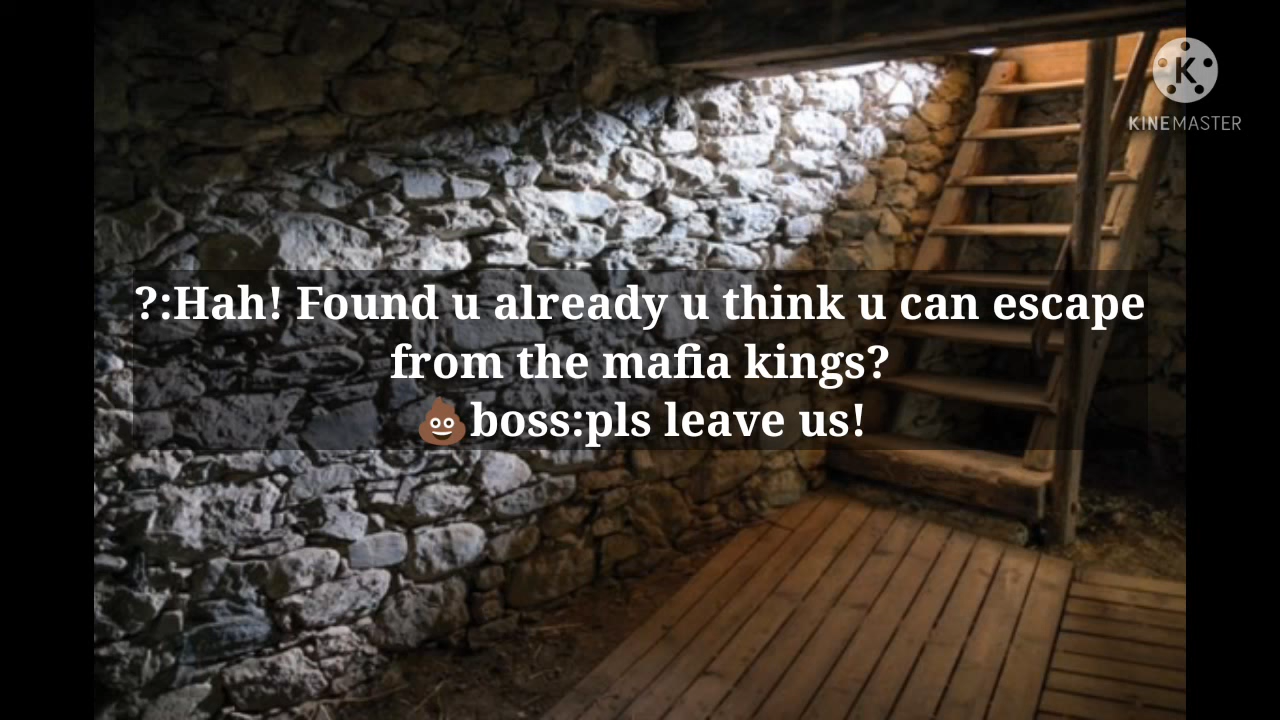 KINEMASTER
?:Hah! Found u already u think u can escape
from the mafia kings?
💩boss:pls leave us!